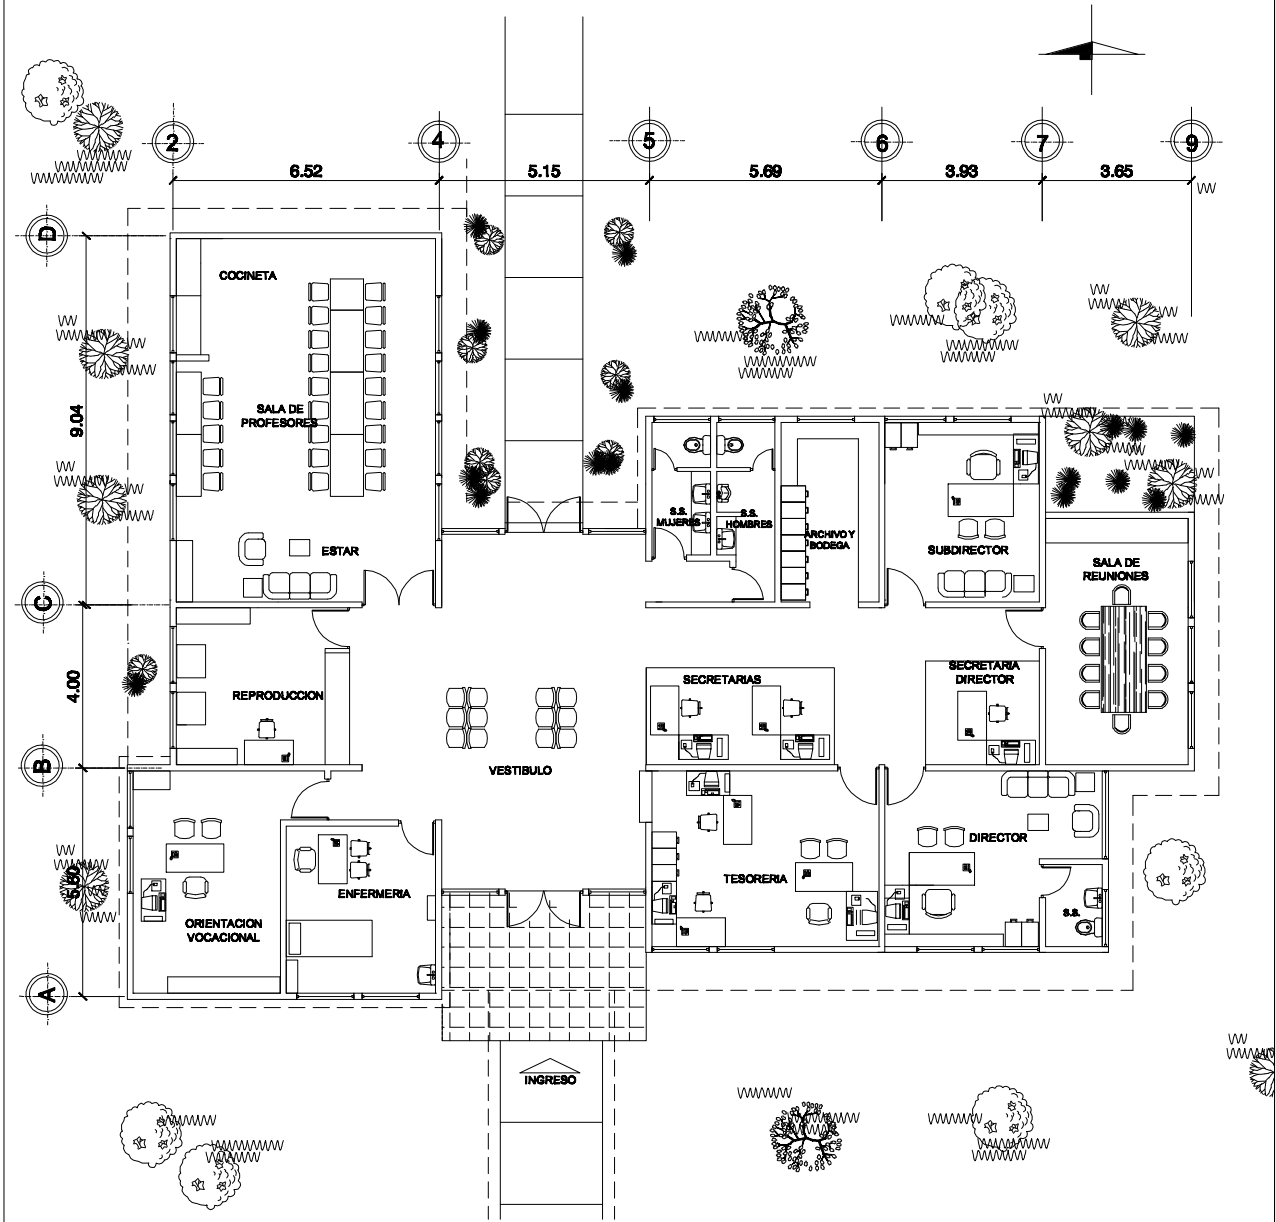 2
4
5
6
7
9
6.52
5.15
5.69
3.93
3.65
D
COCINETA
9.04
SALA DE
PROFESORES
S.S.
MUJERES
S.S.
HOMBRES
ARCHIVO Y
BODEGA
ESTAR
SUBDIRECTOR
SALA DE
REUNIONES
C
4.00
REPRODUCCION
SECRETARIAS
SECRETARIA
DIRECTOR
B
VESTIBULO
DIRECTOR
TESORERIA
ENFERMERIA
ORIENTACION
VOCACIONAL
S.S.
A
INGRESO